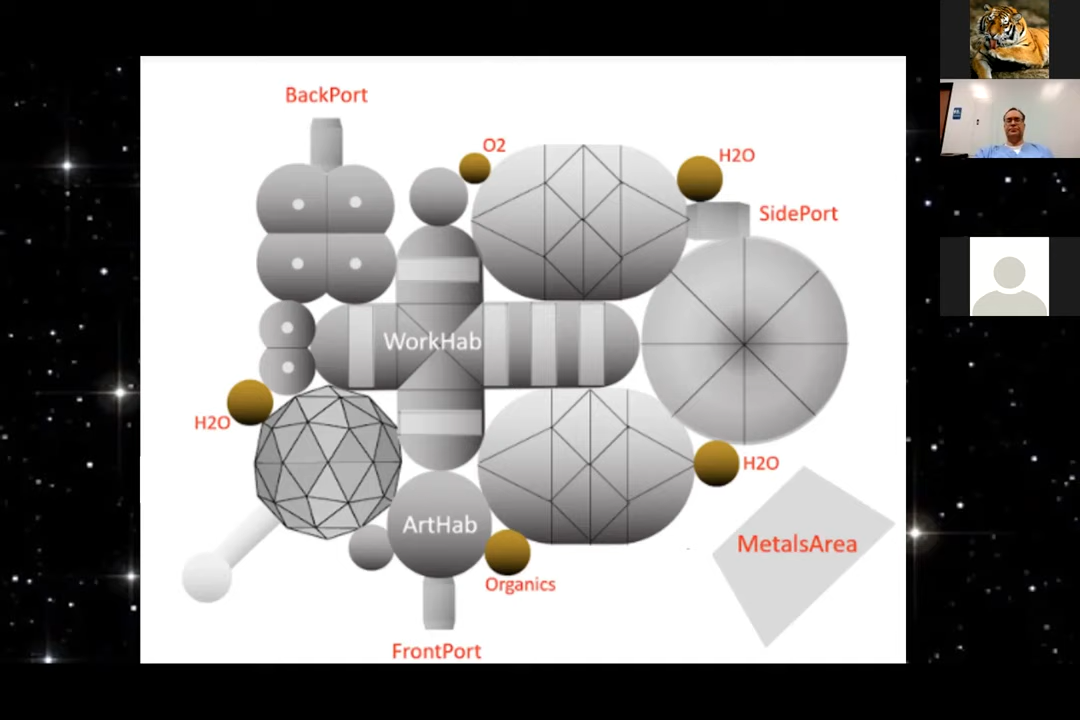 BackPort
O2
H2O
SidePort
WorkHab
H2O
H2O
ArtHab
MetalsArea
Organics
FrontPort